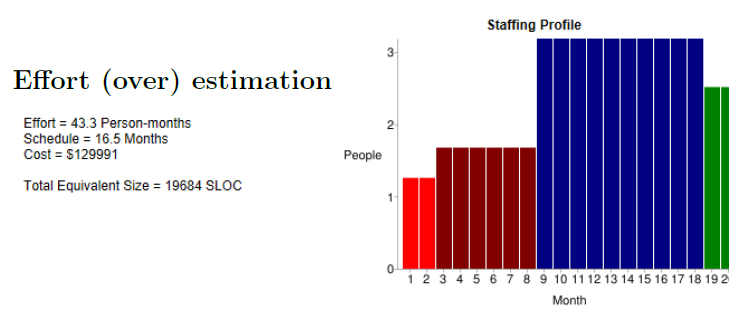 Effort (over) estimation
Effort = 43.3 Person-months
Schedule = 16.5 Months
Cost = $129991
Total Equivalent Size = 19684 SLOC
Staffing Profile
3
2
People
1
0
1 2 3 4 5 6 7 8 9 10 11 12 13 14 15 16 17 18 19
Month